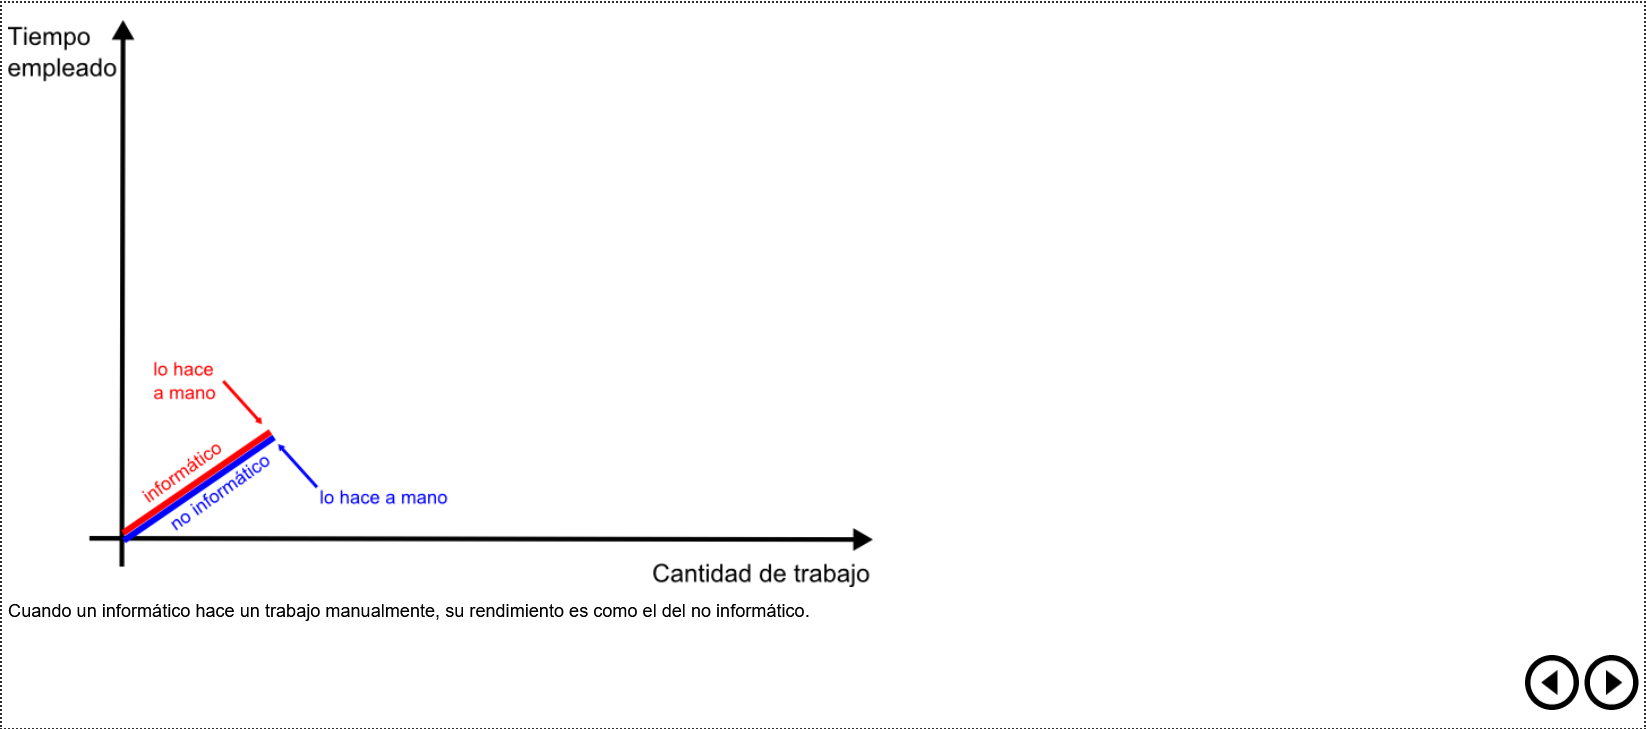 Tiempo
empleado
lo hace
a mano
informático
no informático
lo hace a mano
Cantidad de trabajo
Cuando un informático hace un trabajo manualmente, su rendimiento es como el del no informático.